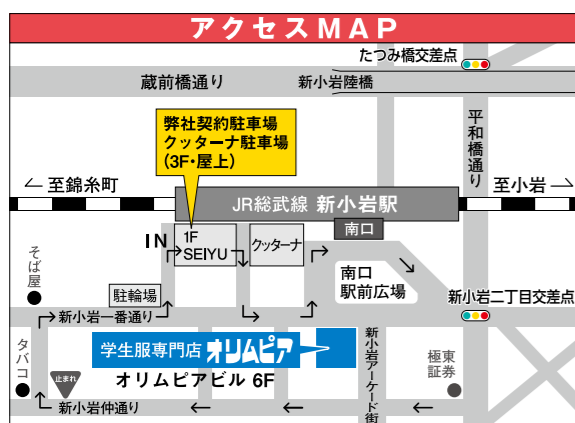 アクセスMAP
たつみ橋交差点
蔵前橋通り
新小岩陸橋
弊社契約駐車場
クッターナ駐車場
(3F・屋上)
平和橋通り
←至錦糸町
至小岩→
JR総武線 新小岩駅
南口
IN
1F
SEIYU
クッターナ
そば屋
駐輪場
南口
駅前広場
新小岩一番通り
新小岩二丁目交差点
学生服専門店 オリムピア
タバコ
止まれ
オリムピアビル 6F
新小岩アーケード街
極東
証券
新小岩仲通り